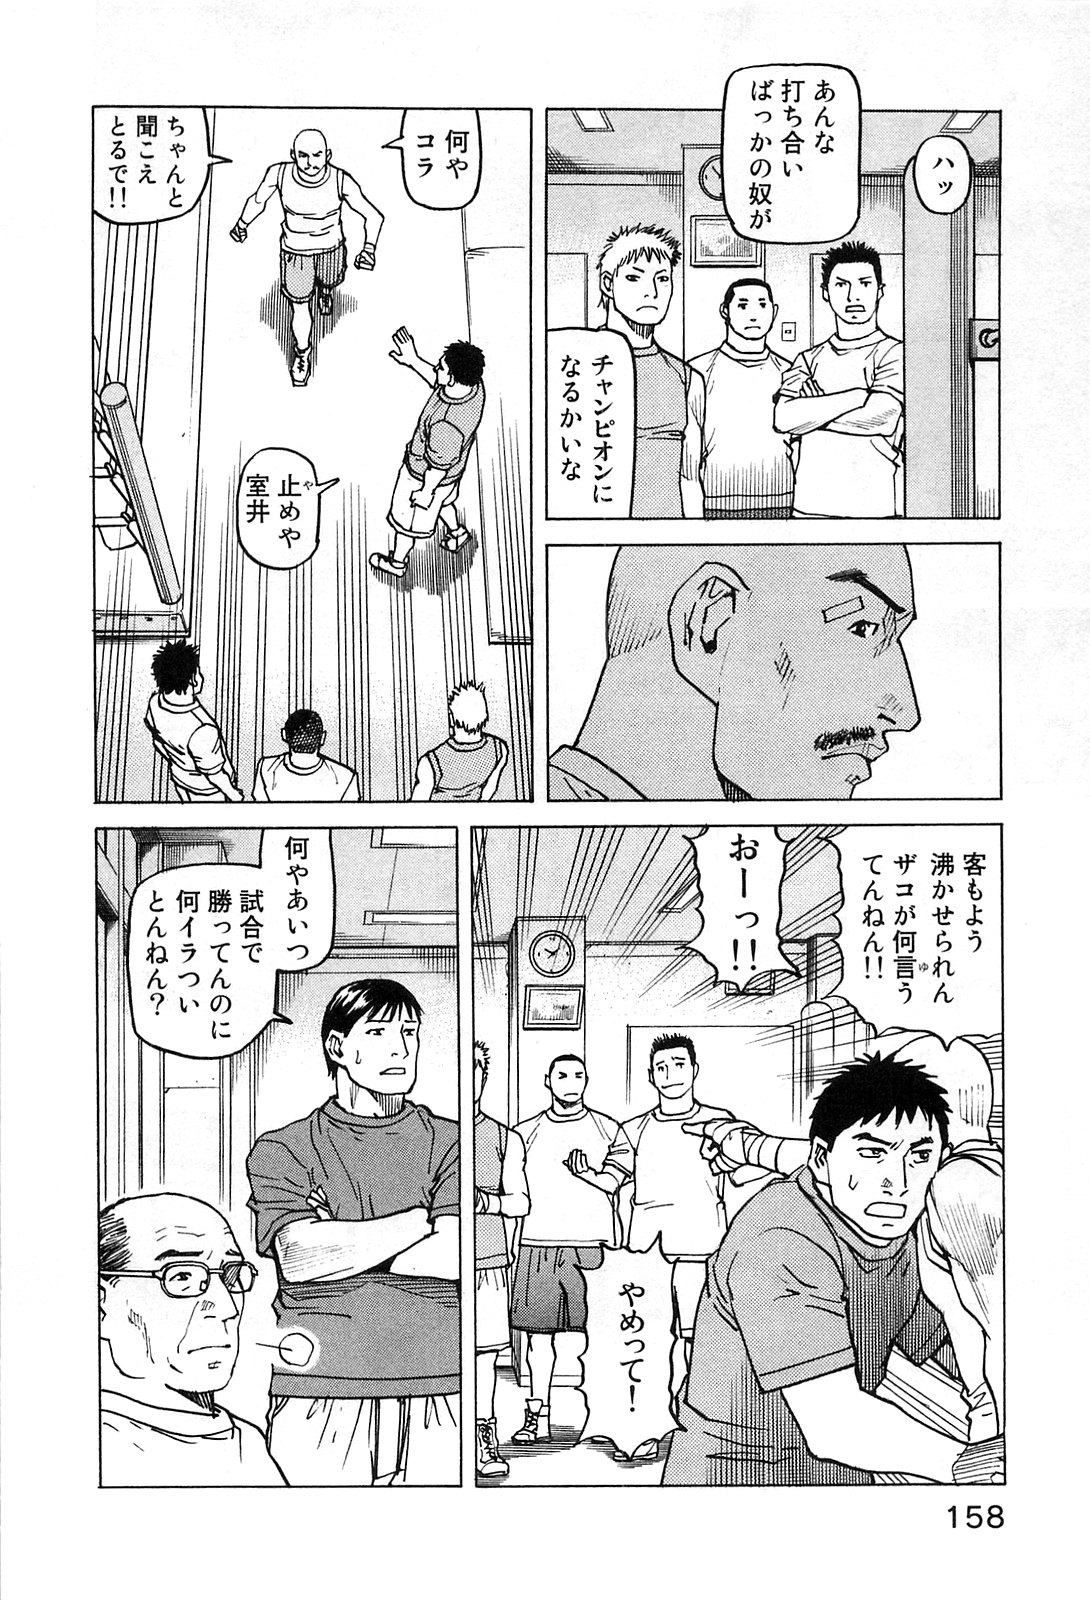 ハッ
あんな
打ち合い
ばっかの奴が
チャンピオンに
なるかいな
何や
コラ
ちゃんと
聞こえ
とるで!!
止めや
や
室井
客もよう
沸かせられん
ザコが何言う
ゆ
てんねん!!
おーっ!!
やめって!
何やあいつ
試合で
勝ってんのに
何イラつい
とんねん?
158